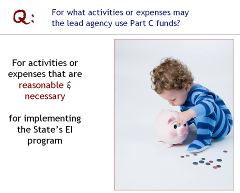 Q:
For what activities or expenses may
the lead agency use Part C funds?
For activities or
expenses that are
reasonable &
necessary
for implementing
the State's EI
program